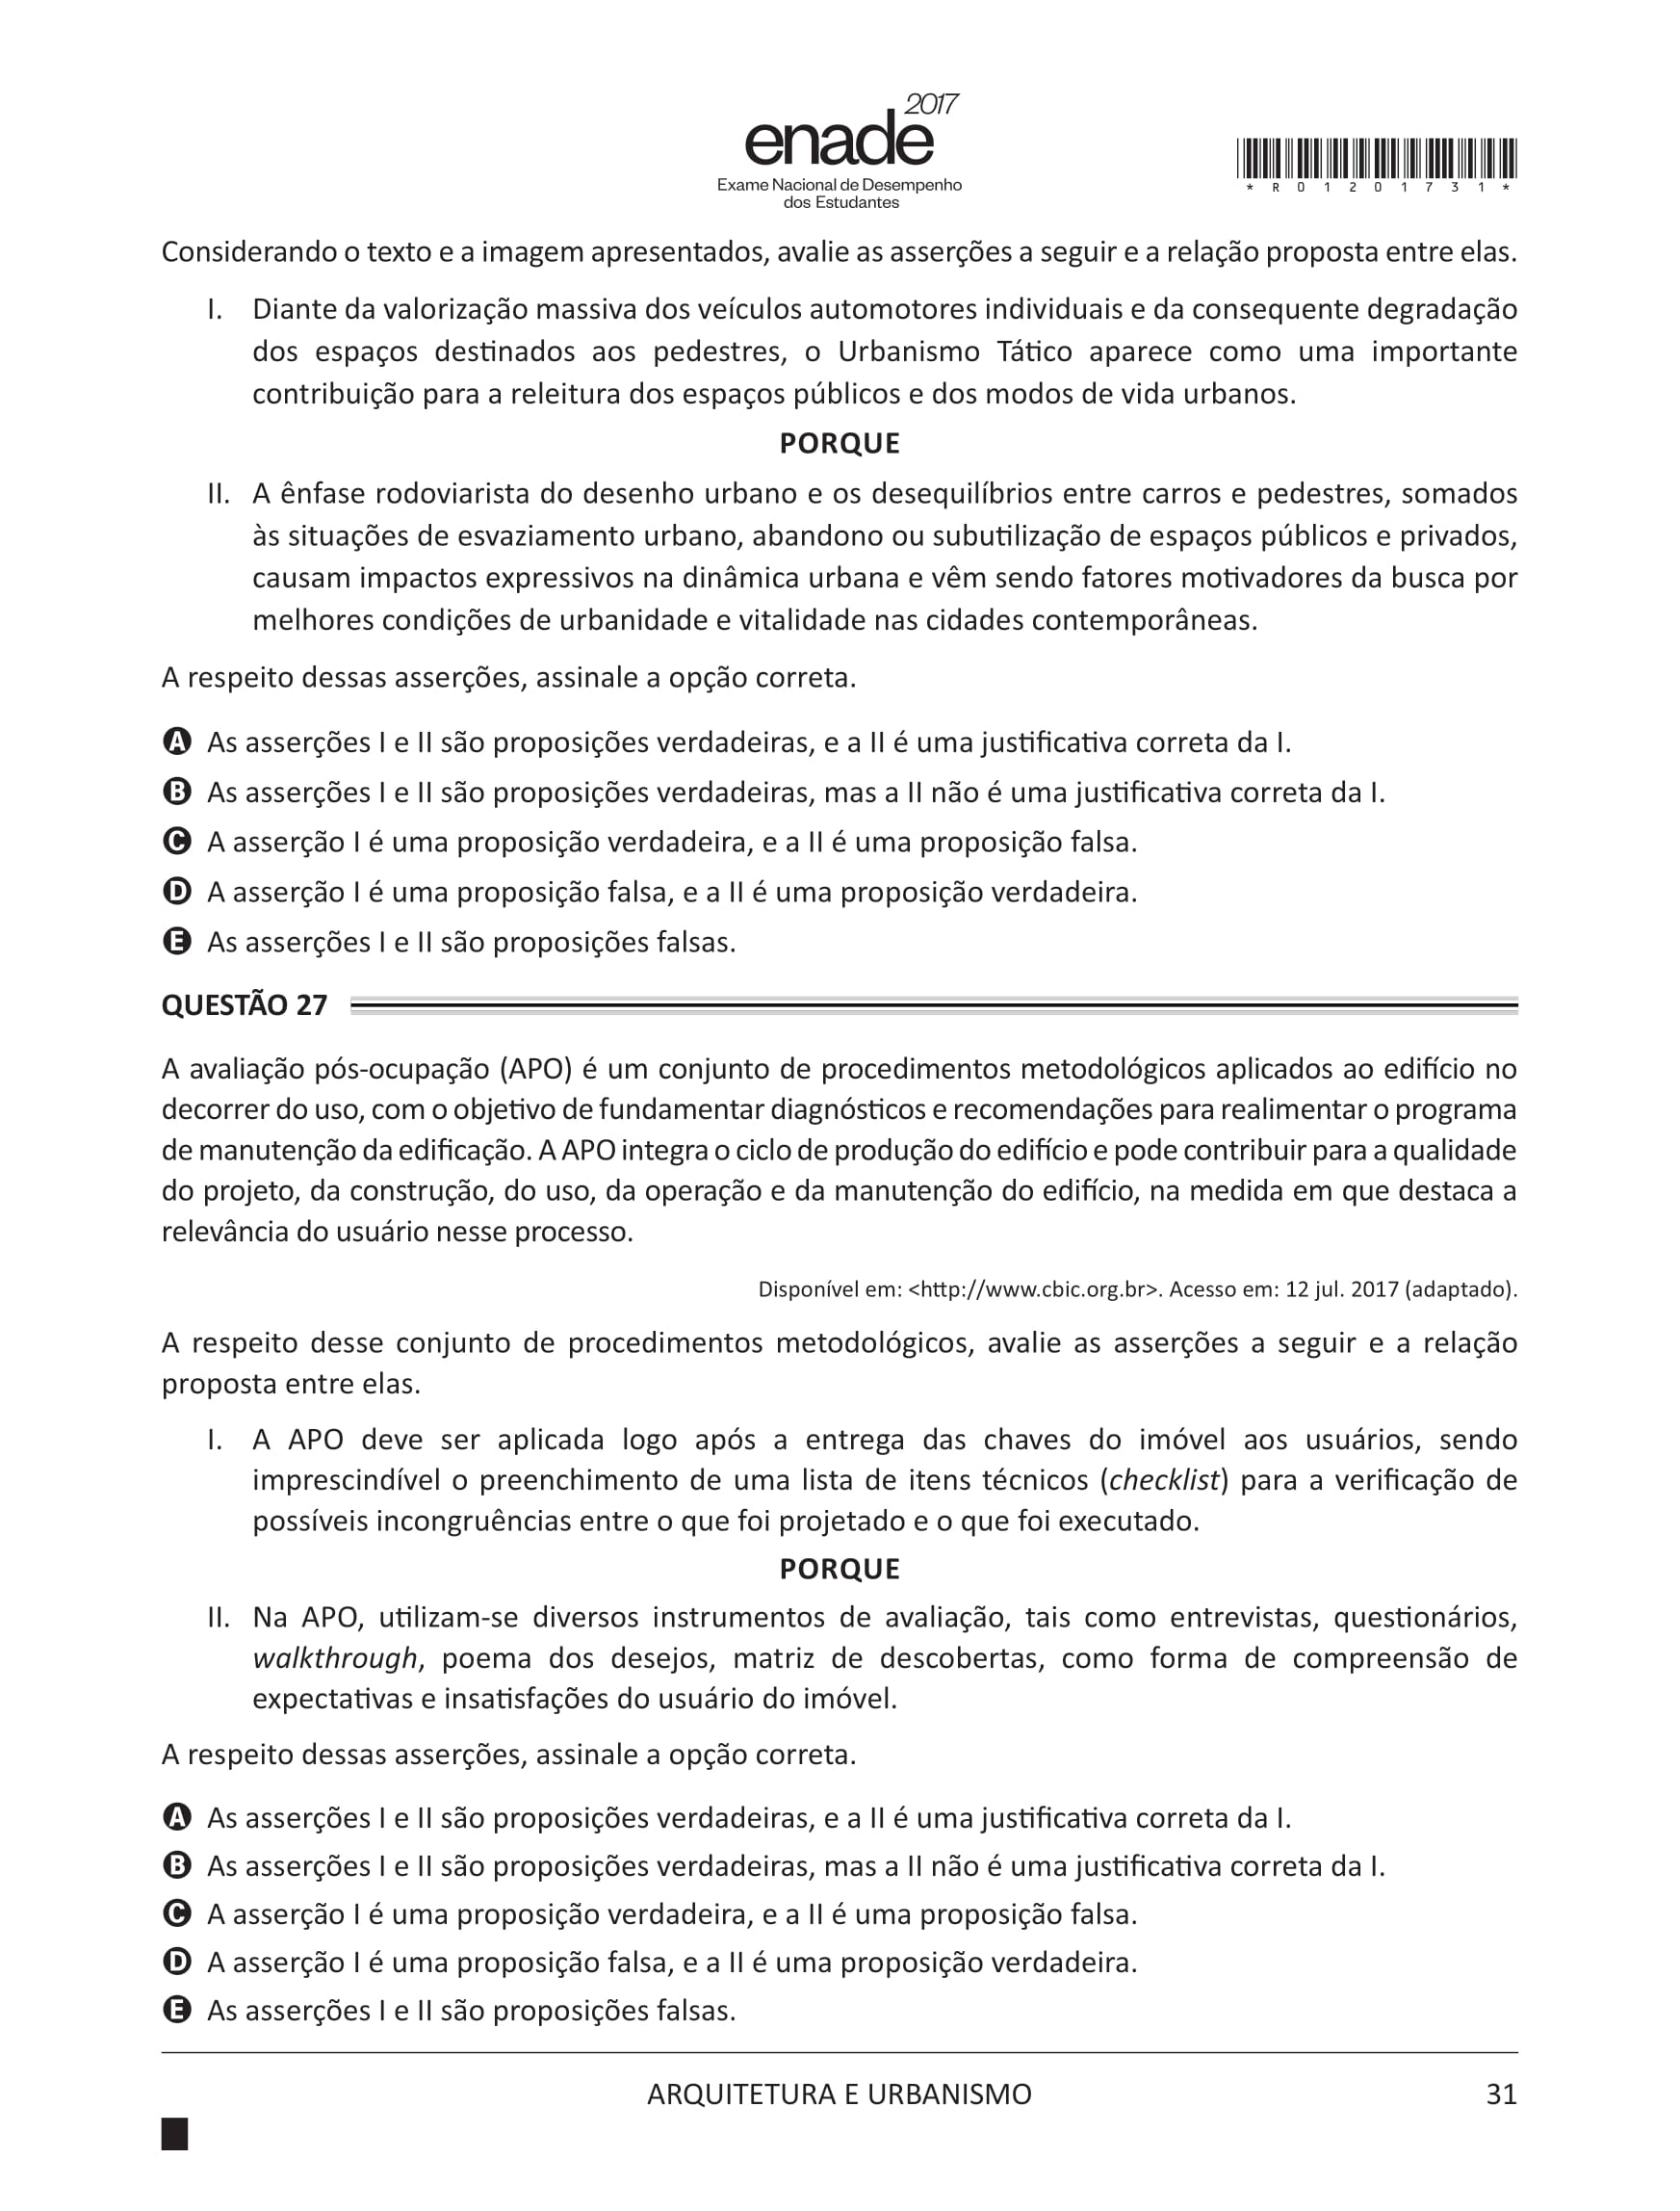 2017
enade
Exame Nacional de Desempenho
dos Estudantes
* R 0 1 2 0 1 7 3 1 *
Considerando o texto e a imagem apresentados, avalie as asserções a seguir e a relação proposta entre elas.
I. Diante da valorização massiva dos veículos automotores individuais e da consequente degradação
dos espaços destinados aos pedestres, o Urbanismo Tático aparece como uma importante
contribuição para a releitura dos espaços públicos e dos modos de vida urbanos.
PORQUE
II. A ênfase rodoviarista do desenho urbano e os desequilíbrios entre carros e pedestres, somados
às situações de esvaziamento urbano, abandono ou subutilização de espaços públicos e privados,
causam impactos expressivos na dinâmica urbana e vêm sendo fatores motivadores da busca por
melhores condições de urbanidade e vitalidade nas cidades contemporâneas.
A respeito dessas asserções, assinale a opção correta.
A As asserções I e II são proposições verdadeiras, e a II é uma justificativa correta da I.
B As asserções I e II são proposições verdadeiras, mas a II não é uma justificativa correta da I.
C A asserção I é uma proposição verdadeira, e a II é uma proposição falsa.
D A asserção I é uma proposição falsa, e a II é uma proposição verdadeira.
E As asserções I e II são proposições falsas.
QUESTÃO 27
A avaliação pós-ocupação (APO) é um conjunto de procedimentos metodológicos aplicados ao edifício no
decorrer do uso, com o objetivo de fundamentar diagnósticos e recomendações para realimentar o programa
de manutenção da edificação. A APO integra o ciclo de produção do edifício e pode contribuir para a qualidade
do projeto, da construção, do uso, da operação e da manutenção do edifício, na medida em que destaca a
relevância do usuário nesse processo.
Disponível em: <http://www.cbic.org.br>. Acesso em: 12 jul. 2017 (adaptado).
A respeito desse conjunto de procedimentos metodológicos, avalie as asserções a seguir e a relação
proposta entre elas.
I. A APO deve ser aplicada logo após a entrega das chaves do imóvel aos usuários, sendo
imprescindível o preenchimento de uma lista de itens técnicos (checklist) para a verificação de
possíveis incongruências entre o que foi projetado e o que foi executado.
PORQUE
II. Na APO, utilizam-se diversos instrumentos de avaliação, tais como entrevistas, questionários,
walkthrough, poema dos desejos, matriz de descobertas, como forma de compreensão de
expectativas e insatisfações do usuário do imóvel.
A respeito dessas asserções, assinale a opção correta.
A As asserções I e II são proposições verdadeiras, e a II é uma justificativa correta da I.
B As asserções I e II são proposições verdadeiras, mas a II não é uma justificativa correta da I.
C A asserção I é uma proposição verdadeira, e a II é uma proposição falsa.
D A asserção I é uma proposição falsa, e a II é uma proposição verdadeira.
E As asserções I e II são proposições falsas.
ARQUITETURA E URBANISMO 31